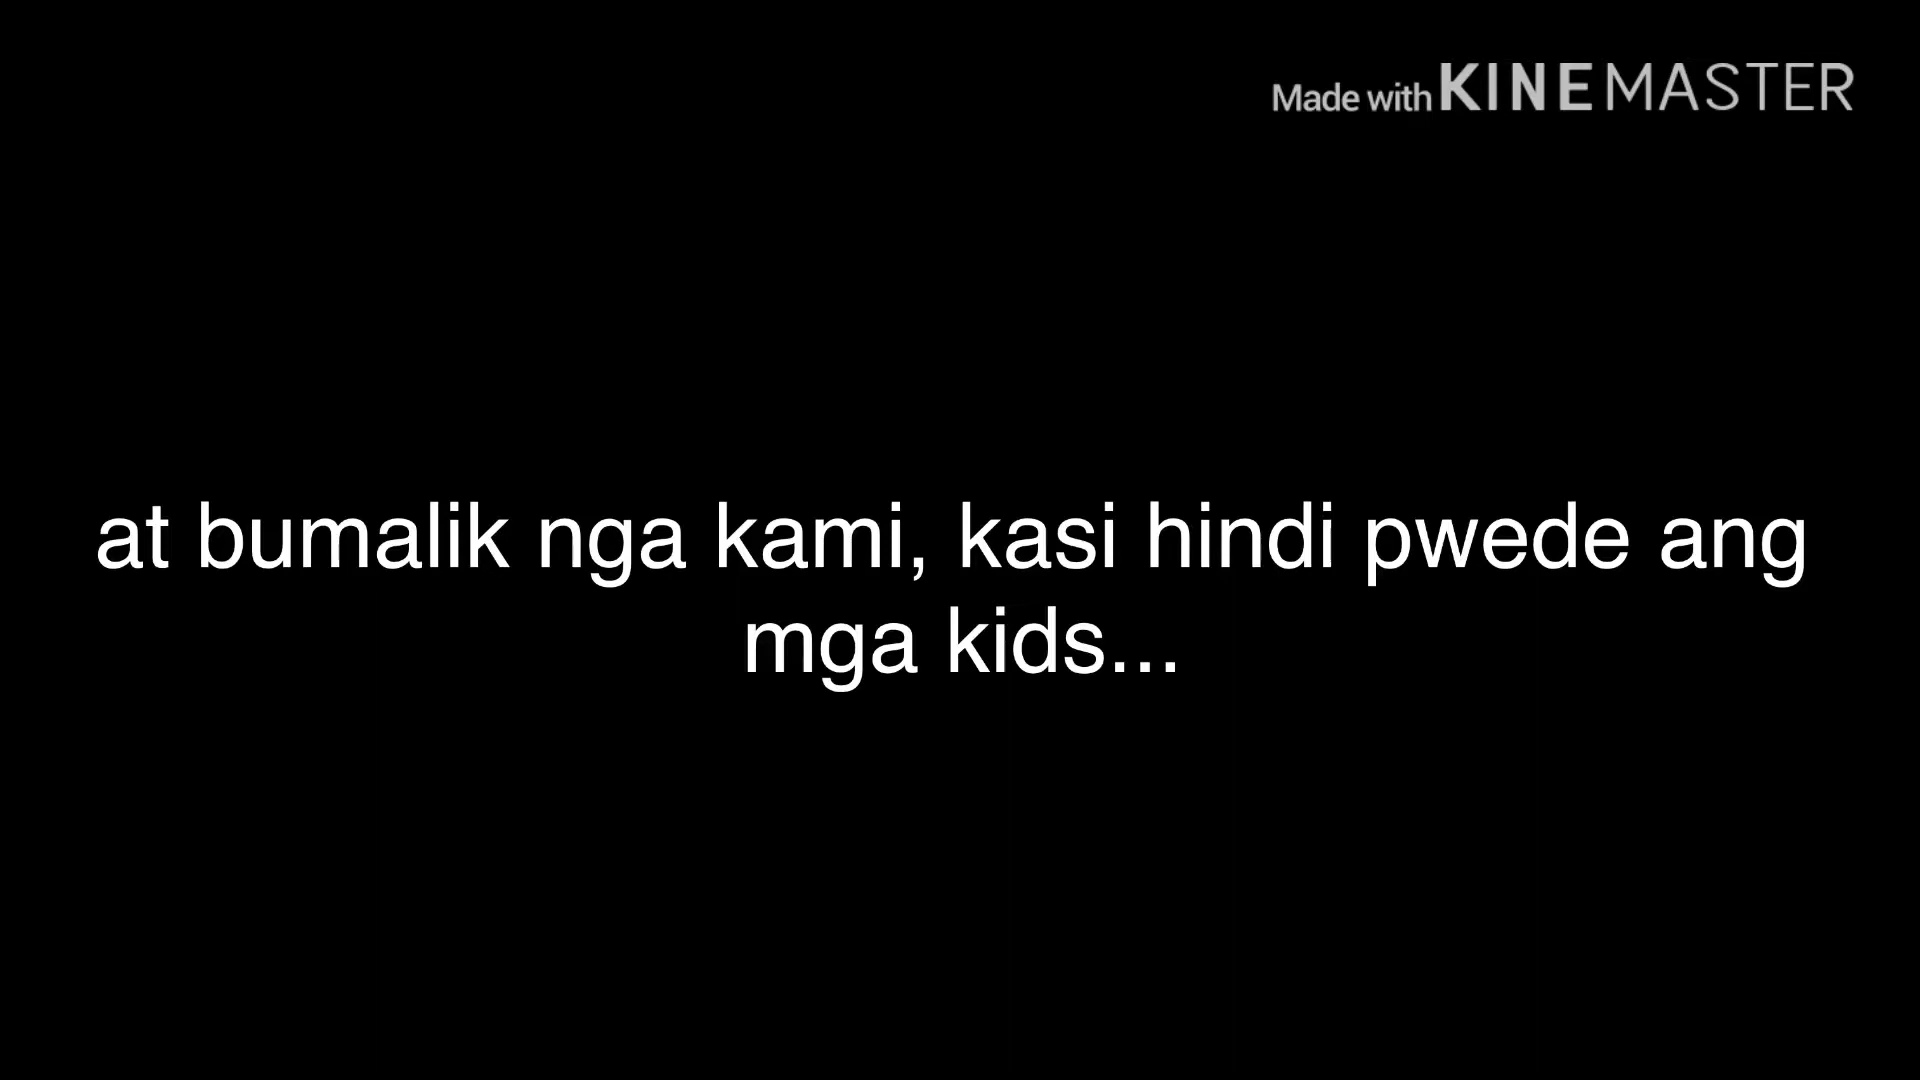 Made with KINEMASTER
at bumalik nga kami, kasi hindi pwede ang
mga kids...